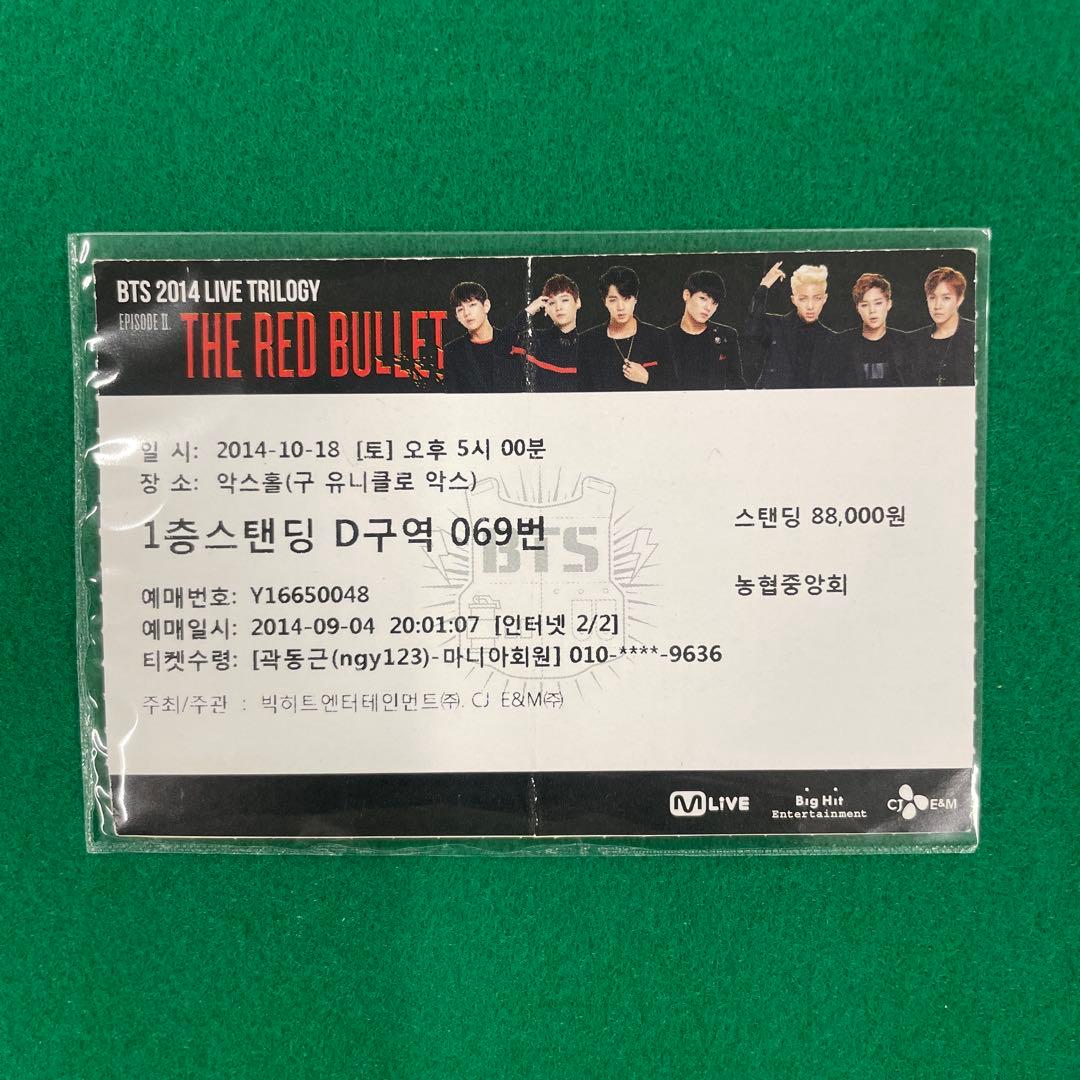 BTS 2014 LIVE TRILOGY
EPISODE II.
THE RED BULLET
일 시: 2014-10-18 [토] 오후 5시 00분
장 소: 악스홀(구 유니클로 악스)
1층스탠딩 D구역 069번
스탠딩 88,000원
BTS
농협중앙회
예매번호: Y16650048
예매일시: 2014-09-04 20:01:07 [인터넷 2/2]
티켓수령: [곽동근(ngy123)-마니아회원] 010-****-9636
주최/주관 : 빅히트엔터테인먼트㈜. CJ E&M㈜
M LIVE
Big Hit
Entertainment
CJ E&M